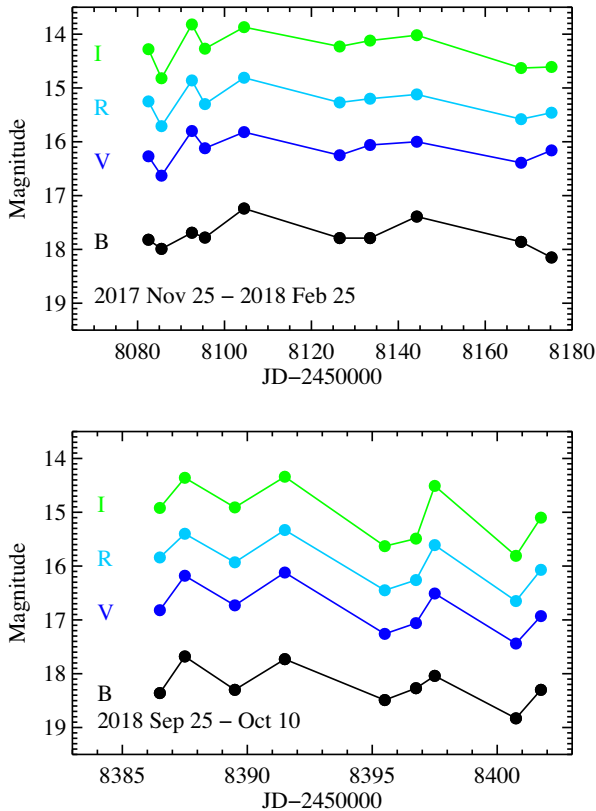 14
15
16
17
18
19
Magnitude
I
R
V
B
2017 Nov 25 − 2018 Feb 25
8080 8100 8120 8140 8160 8180
JD−2450000
14
15
16
17
18
19
Magnitude
I
R
V
B
2018 Sep 25 − Oct 10
8385 8390 8395 8400
JD−2450000